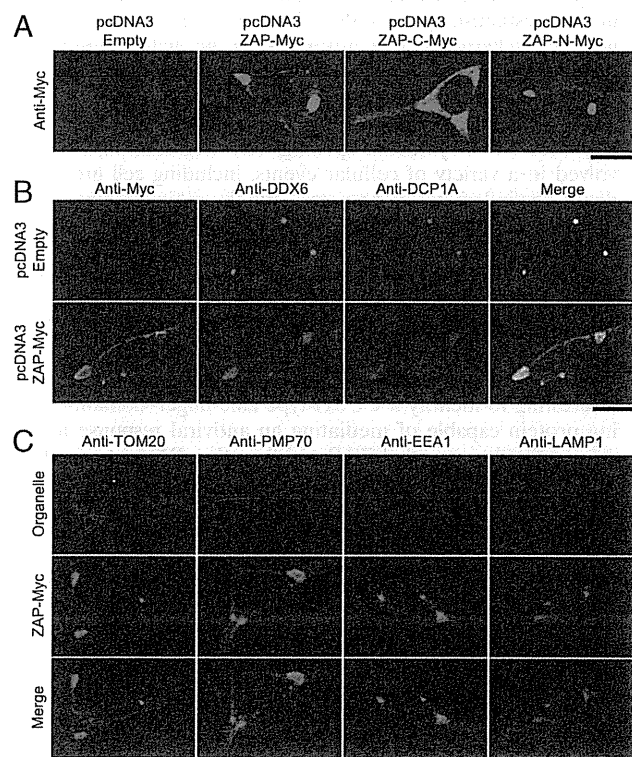 A
pcDNA3 Empty
pcDNA3 ZAP-Myc
pcDNA3 ZAP-C-Myc
pcDNA3 ZAP-N-Myc
Anti-Myc
B
Anti-Myc Anti-DDX6 Anti-DCP1A Merge
pcDNA3 Empty
pcDNA3 ZAP-Myc
C
Anti-TOM20 Anti-PMP70 Anti-EEA1 Anti-LAMP1
Organelle
ZAP-Myc
Merge